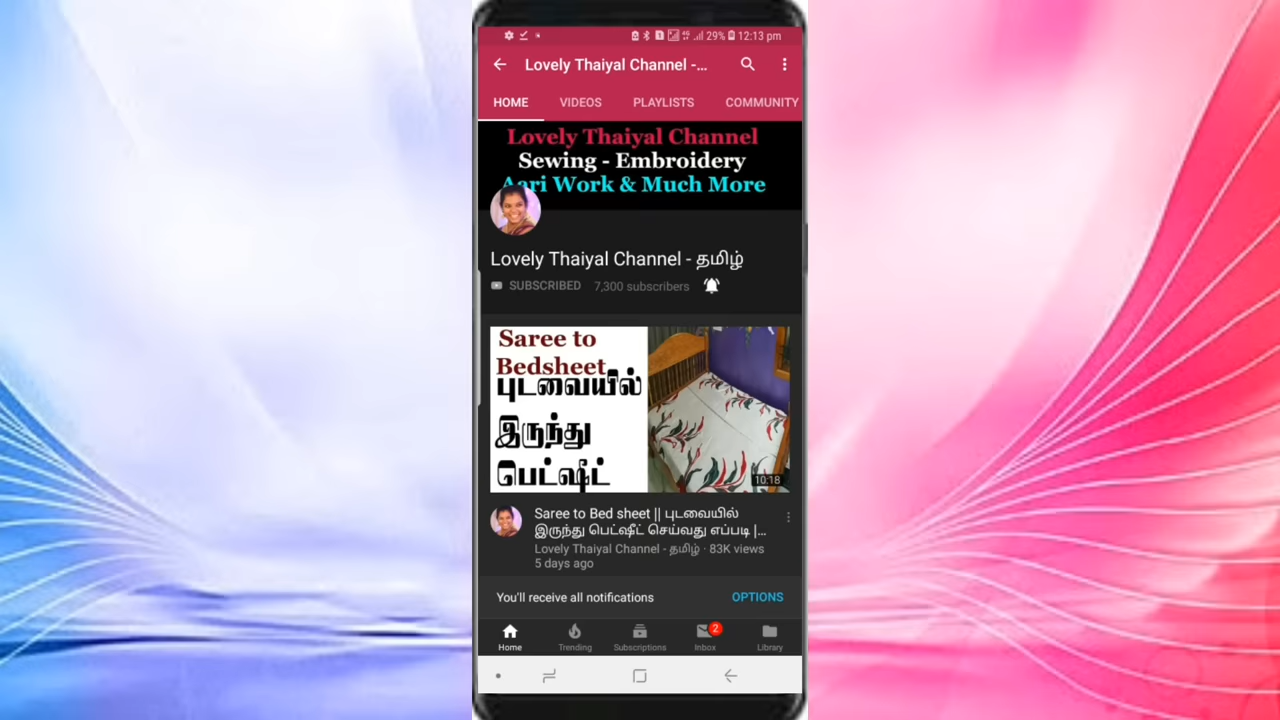 29% 12:13 pm
Lovely Thaiyal Channel -...
HOME VIDEOS PLAYLISTS COMMUNITY
Lovely Thaiyal Channel
Sewing - Embroidery
Aari Work & Much More
Lovely Thaiyal Channel - தமிழ்
SUBSCRIBED 7,300 subscribers
Saree to
Bedsheet
புடவையில்
இருந்து
பெட்ஷீட்
10:18
Saree to Bed sheet || புடவையில்
இருந்து பெட்ஷீட் செய்வது எப்படி |...
Lovely Thaiyal Channel - தமிழ் · 83K views
5 days ago
You'll receive all notifications OPTIONS
2
Home Trending Subscriptions Inbox Library